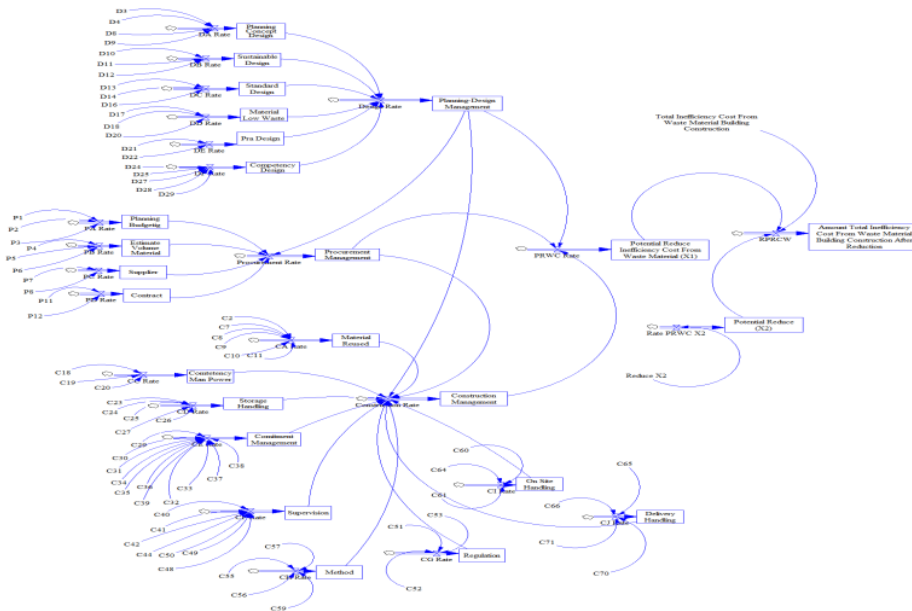 D3
D4
D8
D9
DA Rate
Planning
Concept
Design
D10
D11
D12
DB Rate
Sustainable
Design
D13
D14
D16
DC Rate
Standard
Design
D17
D18
D20
DD Rate
Material
Low Waste
D21
D22
DE Rate
Pra Design
D24
D25
D27
D28
D29
DF Rate
Competency
Design
Design Rate
Planning-Design
Management
Total Inefficiency Cost From
Waste Material Building
Construction
P1
P2
PA Rate
Planning
Budgetig
P3
P4
P5
PB Rate
Estimate
Volume
Material
P6
P7
PC Rate
Supplier
P8
P11
P12
PD Rate
Contract
Procurement Rate
Procurement
Management
PRWC Rate
Potential Reduce
Inefficiency Cost From
Waste Material (X1)
RPRCW
Amount Total Inefficiency
Cost From Waste Material
Building Construction After
Reduction
Rate PRWC X2
Potential Reduce
(X2)
Reduce X2
C2
C7
C8
C9
C10
C11
CA Rate
Material
Reused
C18
C19
C20
Consistency
Man Power
C23
C24
C25
C26
C27
Storage
Handling
Construction
Management
C29
C30
C31
C34
C35
C36
C39
C32
C33
C37
C38
Comitment
Management
C40
C41
C42
C44
C50
C49
C48
Supervision
C57
C55
C56
C59
Method
C51
C53
C52
CG Rate
Regulation
C60
C64
C61
CI Rate
On Site
Handling
C65
C66
C71
C70
CJ Rate
Delivery
Handling